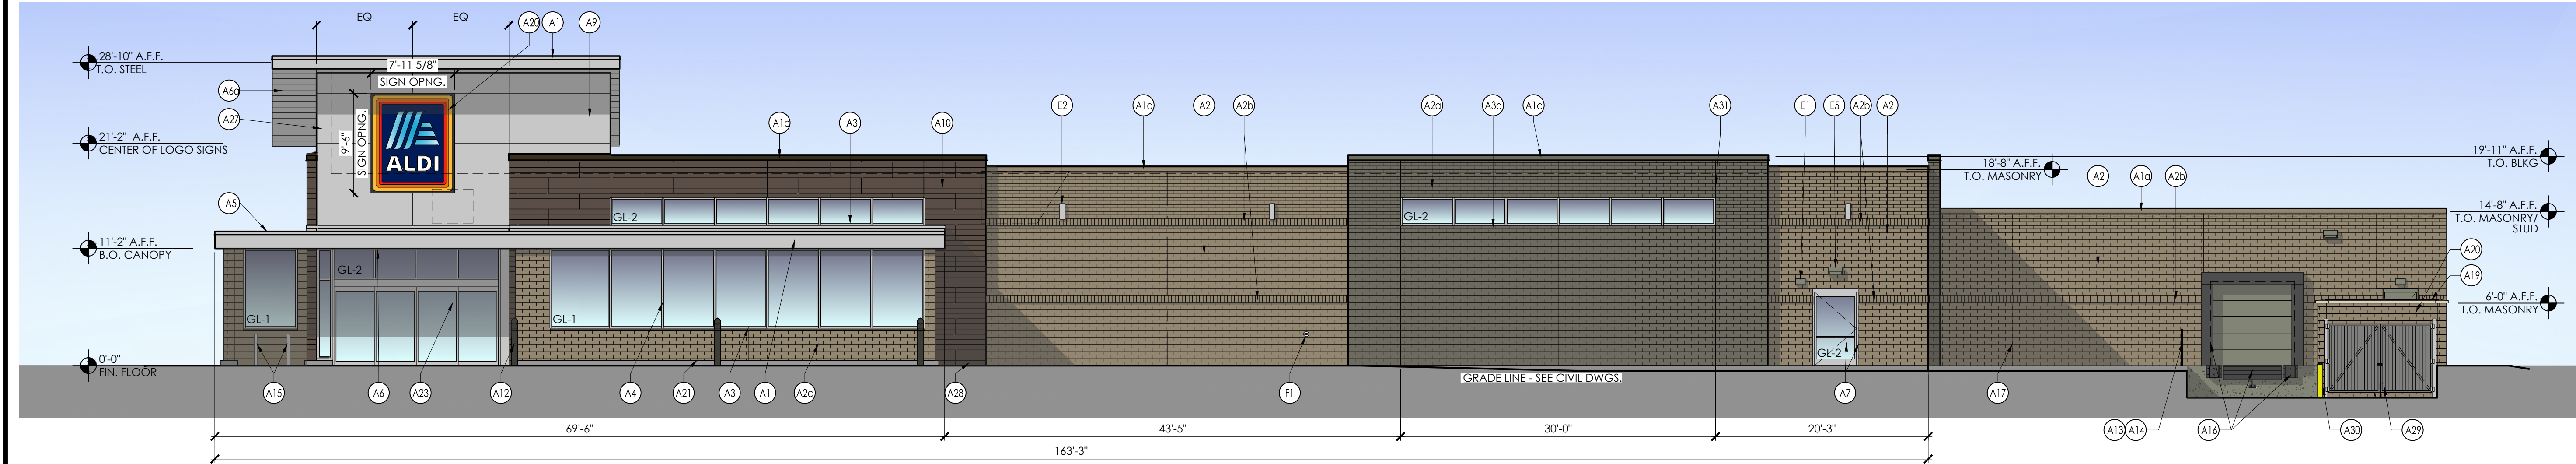 EQ EQ A20 A1 A9
28'-10" A.F.F.
T.O. STEEL
7'-11 5/8"
SIGN OPNG.
A6a
A27
9'-6"
SIGN OPNG.
ALDI
21'-2" A.F.F.
CENTER OF LOGO SIGNS
A1b A3 A10 E2 A1a A2 A2b A2a A3a A1c A31 E1 E5 A2b A2
19'-11" A.F.F.
T.O. BLKG
18'-8" A.F.F.
T.O. MASONRY
A2 A1a A2b
A5
GL-2 GL-2
14'-8" A.F.F.
T.O. MASONRY/
STUD
11'-2" A.F.F.
B.O. CANOPY
GL-2
A20
A19
6'-0" A.F.F.
T.O. MASONRY
GL-1 GL-1
GL-2
0'-0"
FIN. FLOOR
GRADE LINE - SEE CIVIL DWGS.
A15 A6 A23 A12 A4 A21 A3 A1 A2c A28 F1 A7 A17
A13 A14 A16 A30 A29
69'-6" 43'-5" 30'-0" 20'-3"
163'-3"